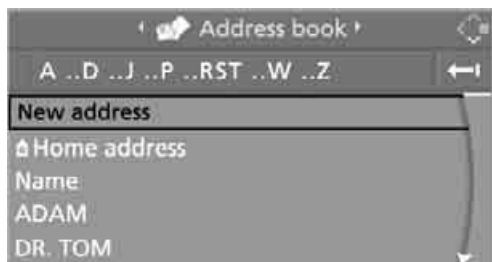 Address book
A ..D ..J ..P ..RST ..W ..Z
New address
Home address
Name
ADAM
DR. TOM